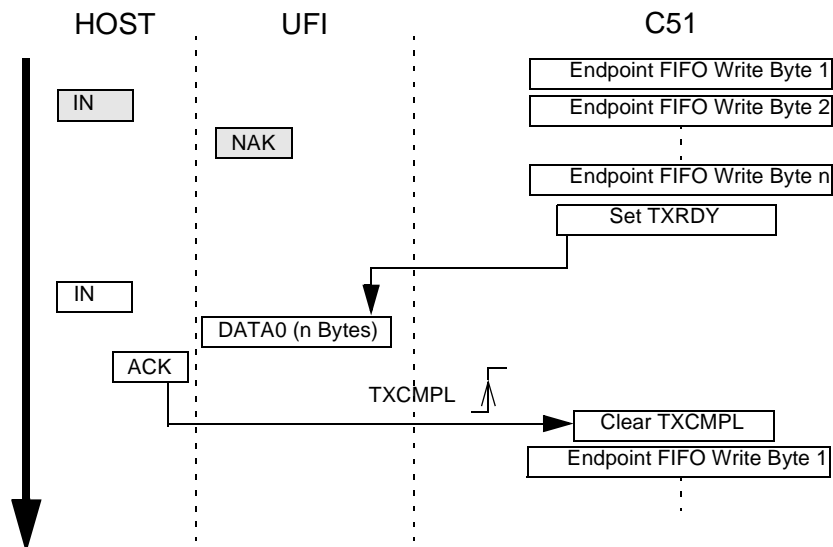 HOST UFI C51
Endpoint FIFO Write Byte 1
IN
Endpoint FIFO Write Byte 2
NAK
Endpoint FIFO Write Byte n
Set TXRDY
IN
DATA0 (n Bytes)
ACK
TXCMPL
Clear TXCMPL
Endpoint FIFO Write Byte 1